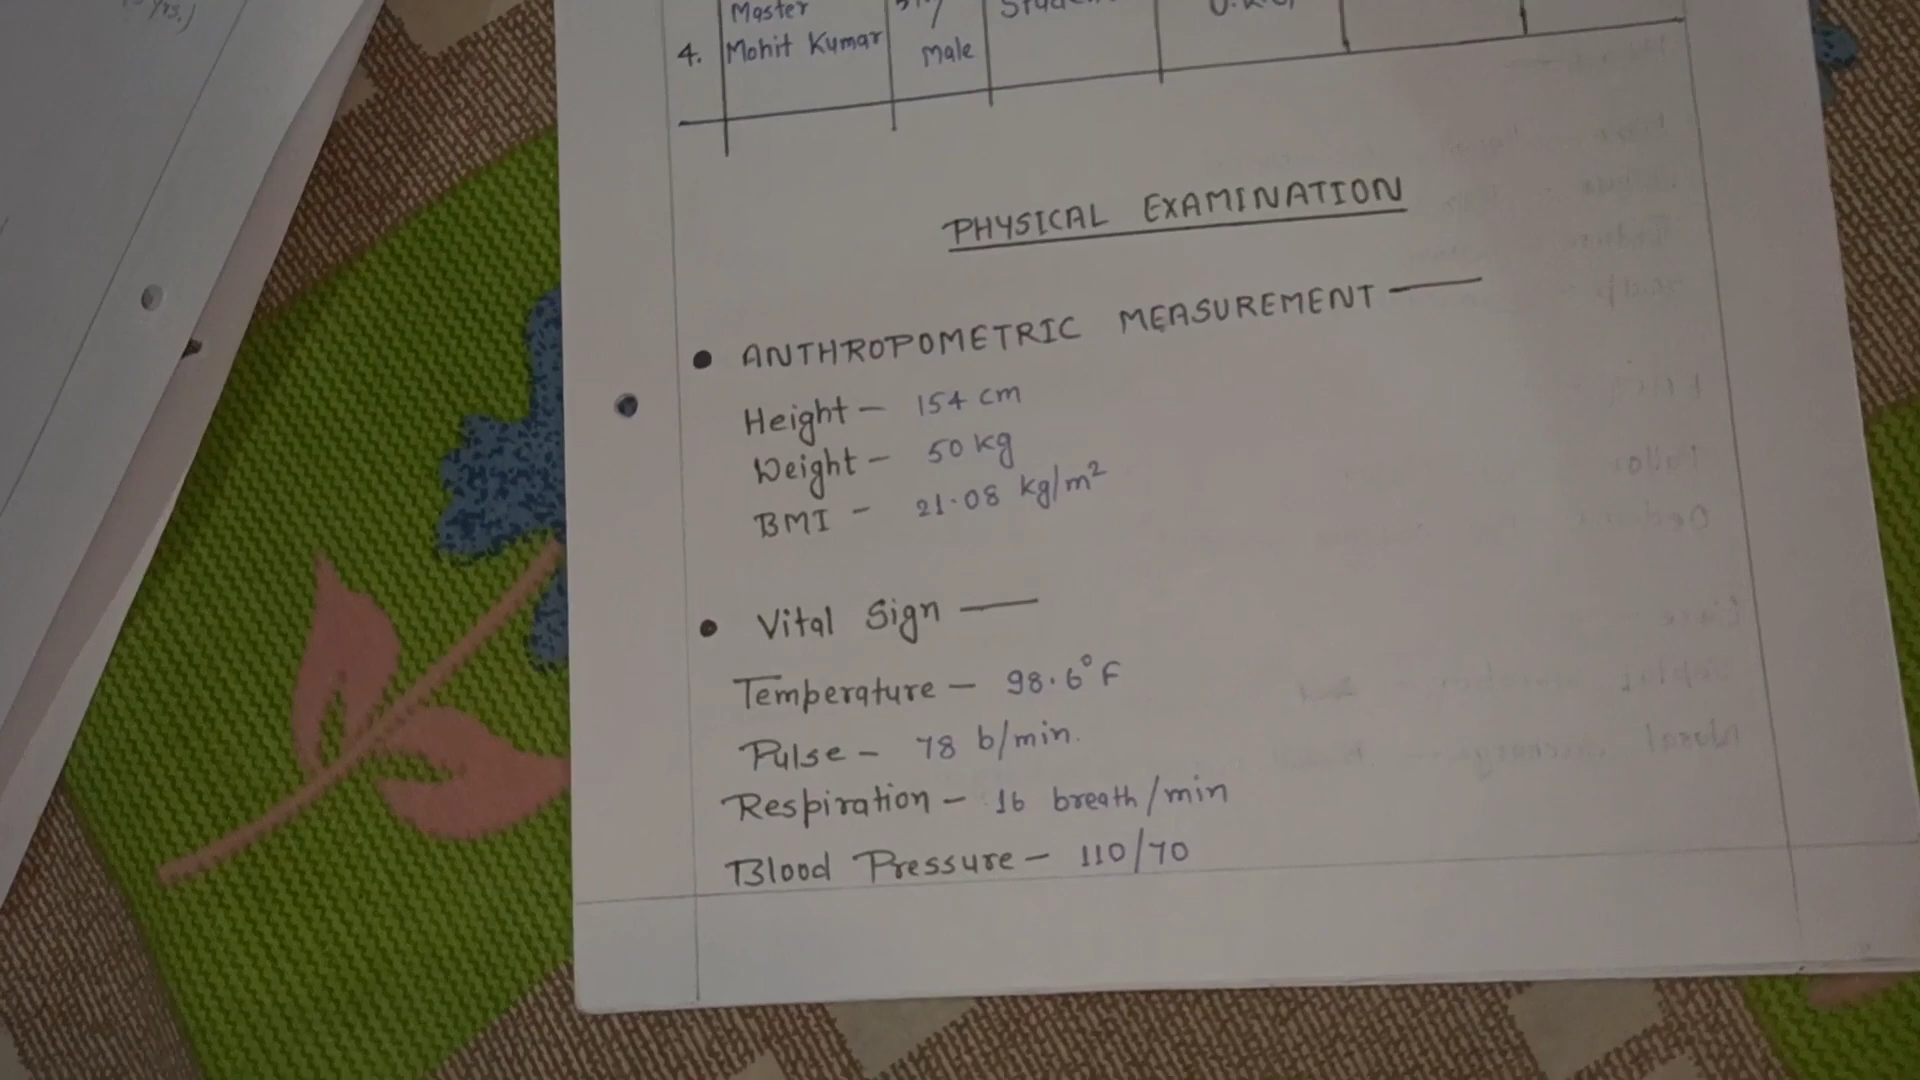 Master
4. Mohit Kumar
Male
PHYSICAL EXAMINATION
• ANTHROPOMETRIC MEASUREMENT —
Height - 154 cm
Weight - 50 kg
BMI - 21.08 kg/m²
• Vital Sign —
Temperature - 98.6°F
Pulse - 78 b/min.
Respiration - 16 breath/min
Blood Pressure - 110/70